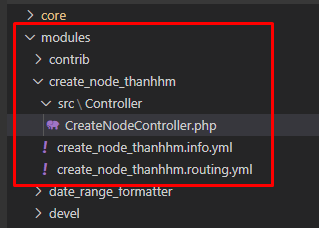 core
modules
contrib
create_node_thanhhm
src \ Controller
CreateNodeController.php
! create_node_thanhhm.info.yml
! create_node_thanhhm.routing.yml
date_range_formatter
devel